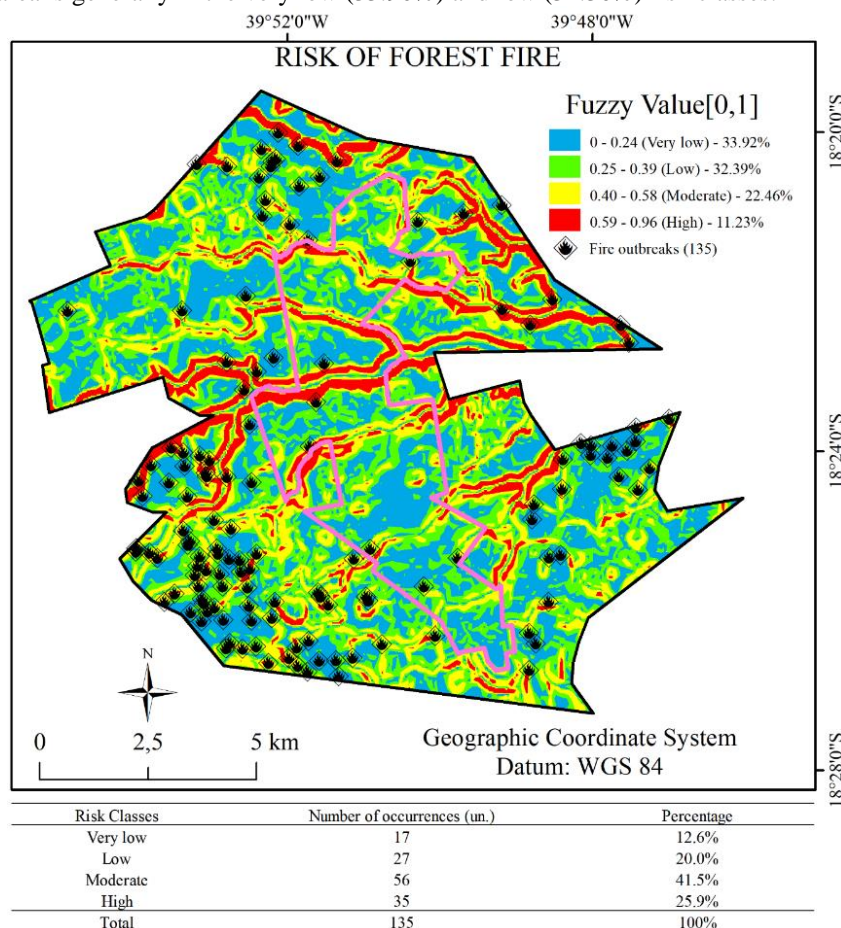 39°52'0"W 39°48'0"W
RISK OF FOREST FIRE
Fuzzy Value[0,1]
0 - 0.24 (Very low) - 33.92%
0.25 - 0.39 (Low) - 32.39%
0.40 - 0.58 (Moderate) - 22.46%
0.59 - 0.96 (High) - 11.23%
Fire outbreaks (135)
18°20'0"S
18°24'0"S
18°28'0"S
N
0 2,5 5 km
Geographic Coordinate System
Datum: WGS 84
Risk Classes Number of occurrences (un.) Percentage
Very low 17 12.6%
Low 27 20.0%
Moderate 56 41.5%
High 35 25.9%
Total 135 100%